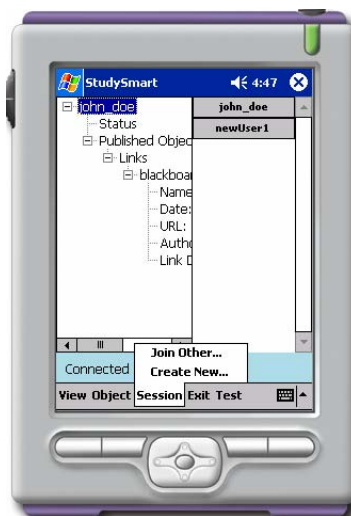 StudySmart 4:47
john_doe
Status
Published Objec
Links
blackboar
Name
Date:
URL:
Autho
Link D
john_doe
newUser1
Join Other...
Create New...
Connected
View Object Session Exit Test